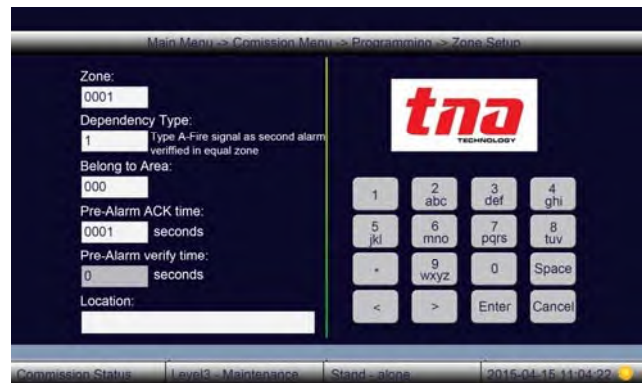 Main Menu -> Comission Menu -> Programming -> Zone Setup
Zone:
0001
Dependency Type:
1 Type A-Fire signal as second alarm
veriffied in equal zone
Belong to Area:
000
Pre-Alarm ACK time:
0001 seconds
Pre-Alarm verify time:
0 seconds
Location:
tna
TECHNOLOGY
1 2 abc 3 def 4 ghi
5 jkl 6 mno 7 pqrs 8 tuv
* 9 wxyz 0 Space
< > Enter Cancel
Commission Status Level3 - Maintenance Stand - alone 2015-04-15 11:04:22